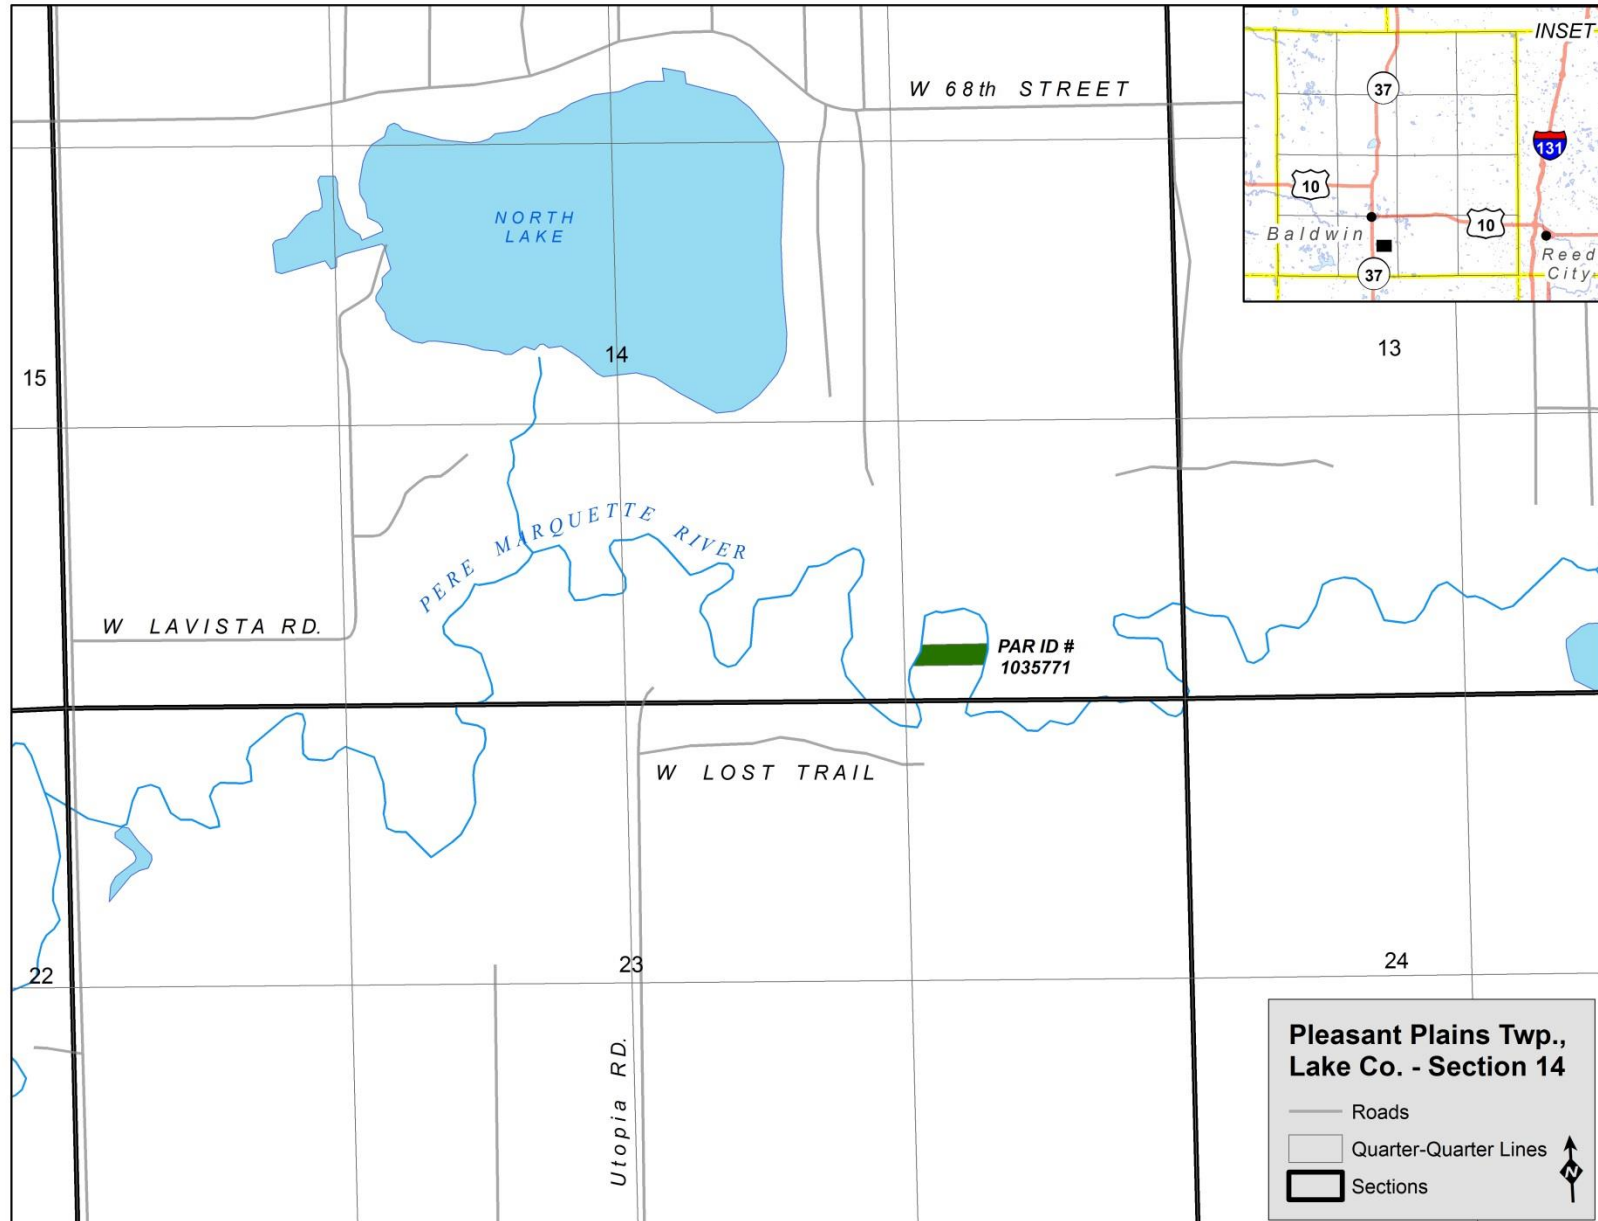 W 68th STREET
INSET
37
131
10
10
Baldwin
Reed
City
37
NORTH
LAKE
14
13
15
PERE MARQUETTE RIVER
W LAVISTA RD.
PAR ID #
1035771
W LOST TRAIL
22
23
24
Utopia RD.
Pleasant Plains Twp.,
Lake Co. - Section 14
Roads
Quarter-Quarter Lines
Sections
N